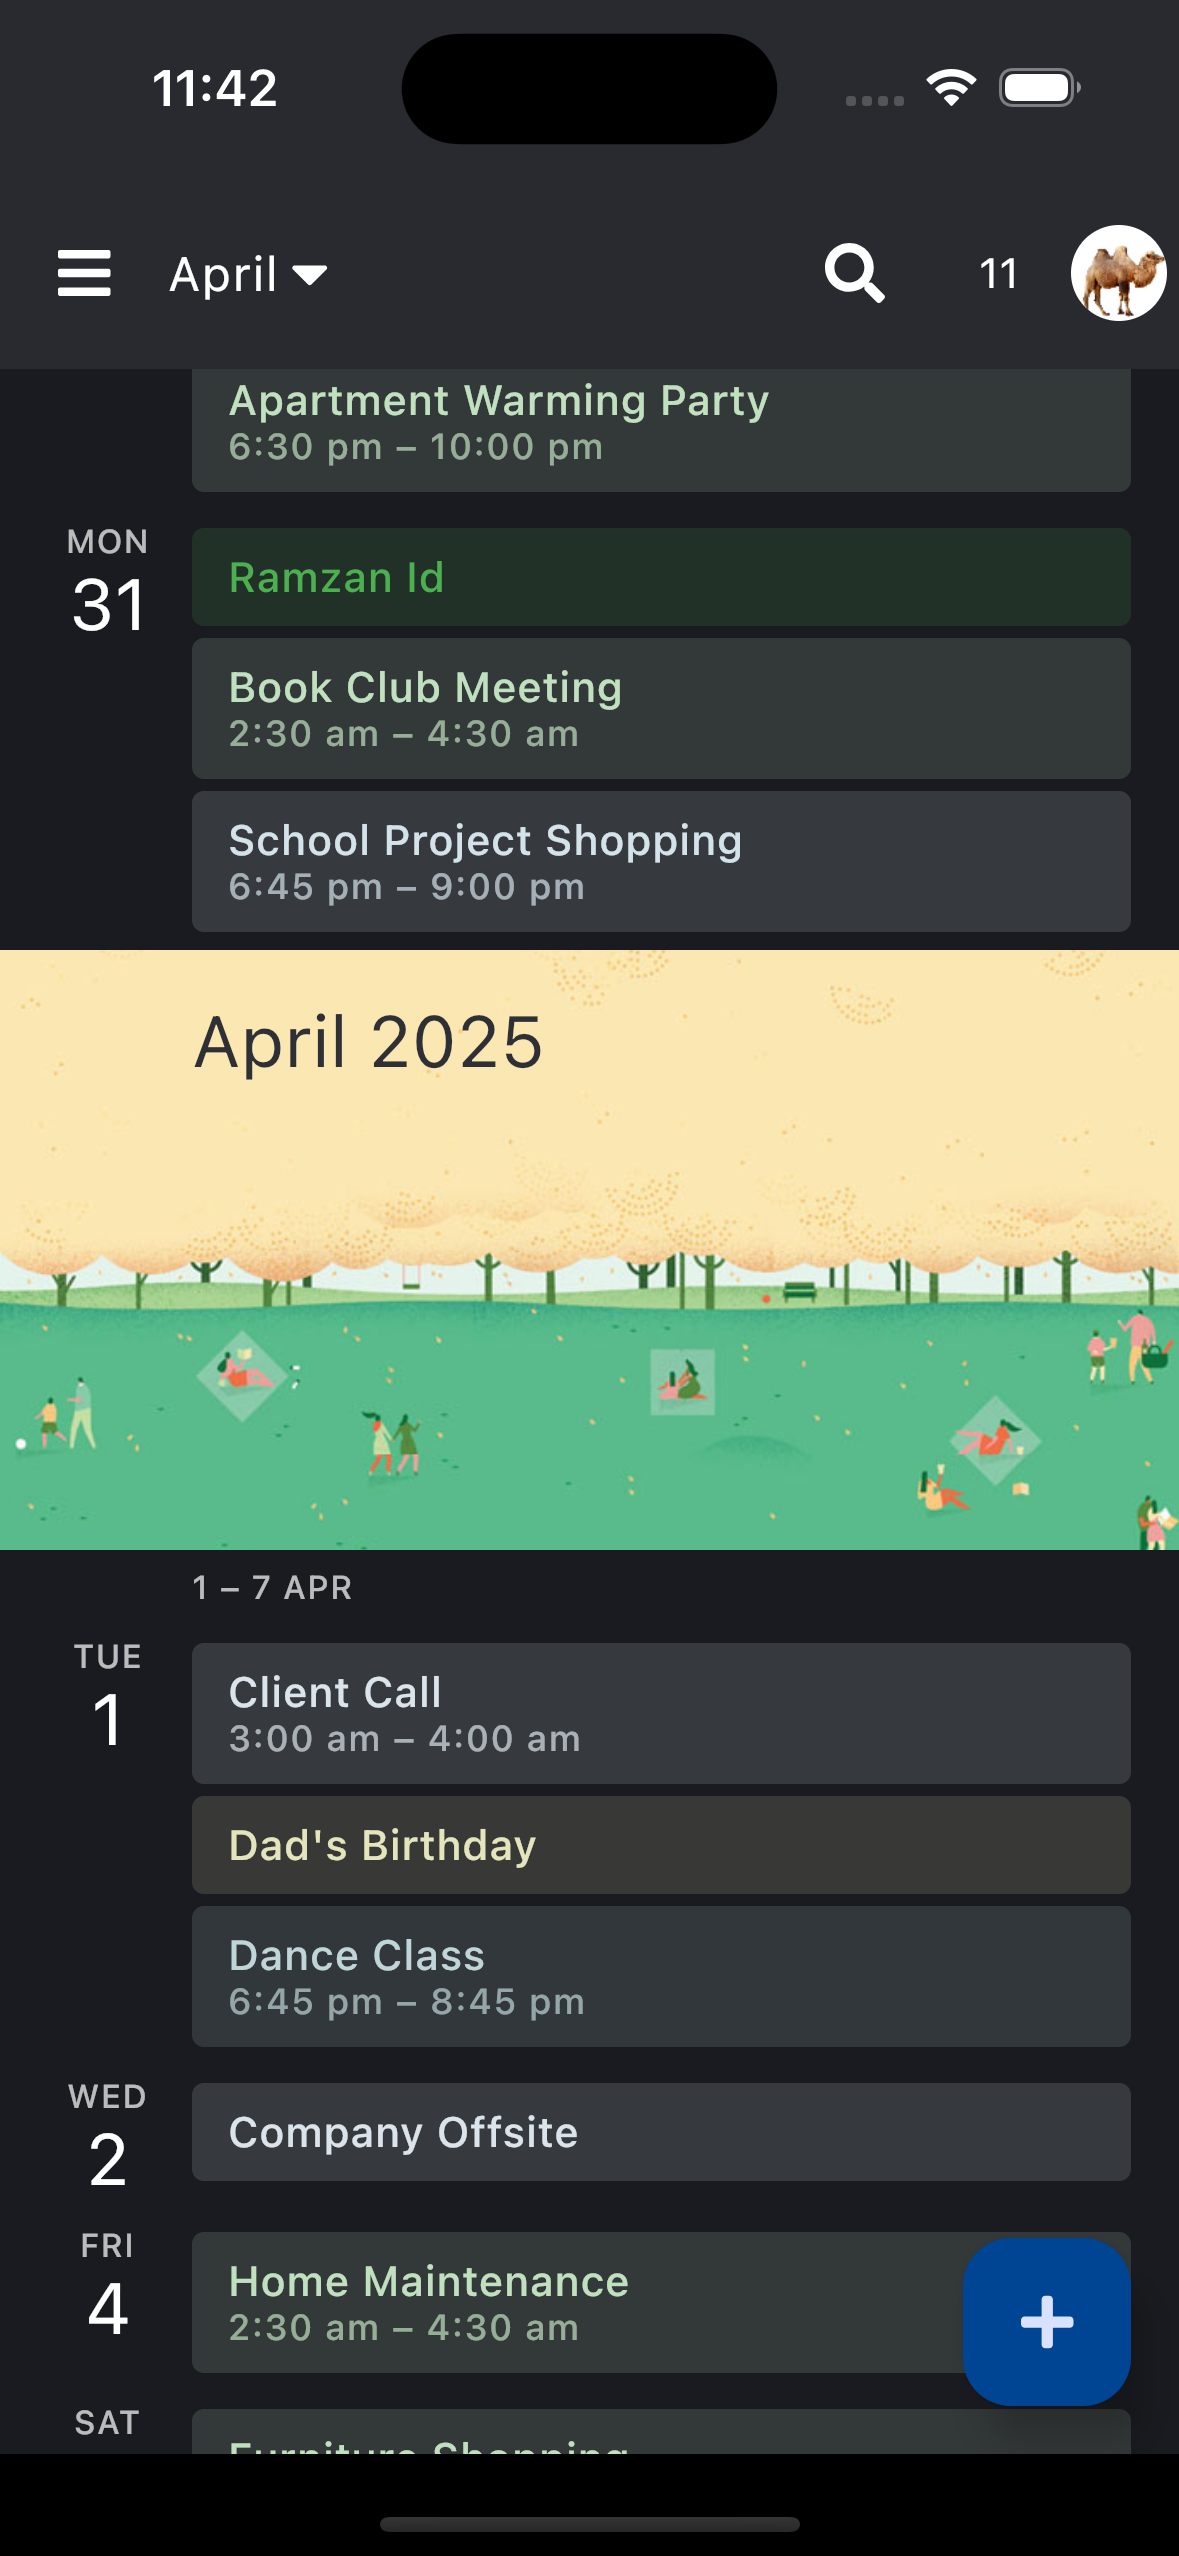 11:42
April
11
Apartment Warming Party
6:30 pm – 10:00 pm
MON
31
Ramzan Id
Book Club Meeting
2:30 am – 4:30 am
School Project Shopping
6:45 pm – 9:00 pm
April 2025
1 – 7 APR
TUE
1
Client Call
3:00 am – 4:00 am
Dad's Birthday
Dance Class
6:45 pm – 8:45 pm
WED
2
Company Offsite
FRI
4
Home Maintenance
2:30 am – 4:30 am
SAT
Furniture Shopping